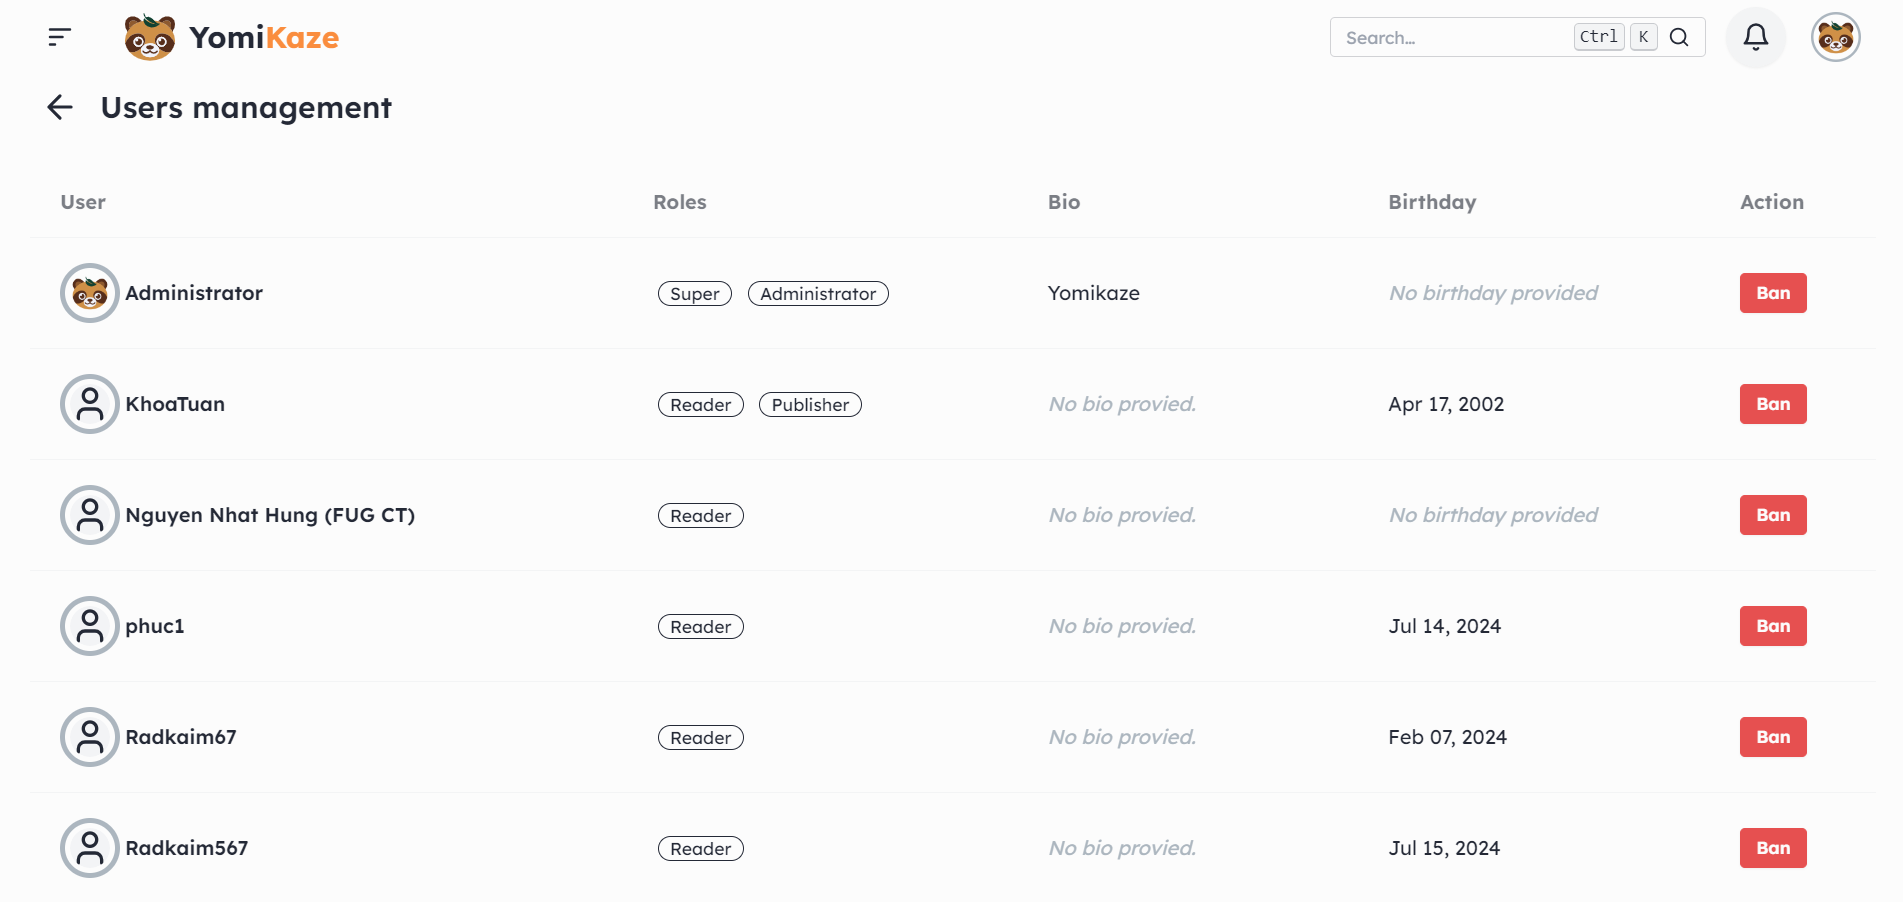 YomiKaze
Search...
Ctrl K
Users management
User Roles Bio Birthday Action
Administrator Super Administrator Yomikaze No birthday provided Ban
KhoaTuan Reader Publisher No bio provied. Apr 17, 2002 Ban
Nguyen Nhat Hung (FUG CT) Reader No bio provied. No birthday provided Ban
phuc1 Reader No bio provied. Jul 14, 2024 Ban
Radkaim67 Reader No bio provied. Feb 07, 2024 Ban
Radkaim567 Reader No bio provied. Jul 15, 2024 Ban